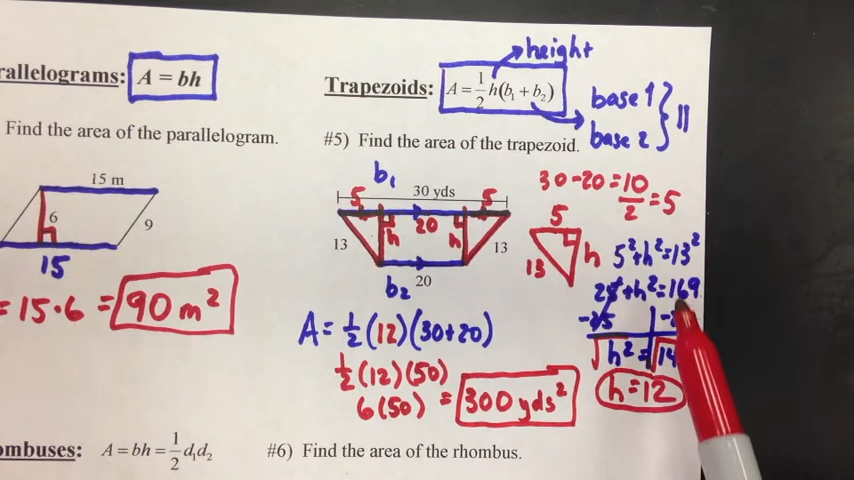 height
rallelograms: A = bh
Trapezoids: A = 1/2 h(b₁ + b₂)
base 1
base 2 } ||
Find the area of the parallelogram.
#5) Find the area of the trapezoid.
15 m
6
9
15
= 15·6 = 90 m²
b₁
30 yds
5
5
20
13
h
h
13
b₂
20
30-20=10
10/2=5
5
13
h
5²+h²=13²
25+h²=169
-25
h²=
h=12
A= 1/2 (12)(30+20)
1/2 (12)(50)
6(50) = 300 yds²
ombuses: A = bh = 1/2 d₁d₂
#6) Find the area of the rhombus.